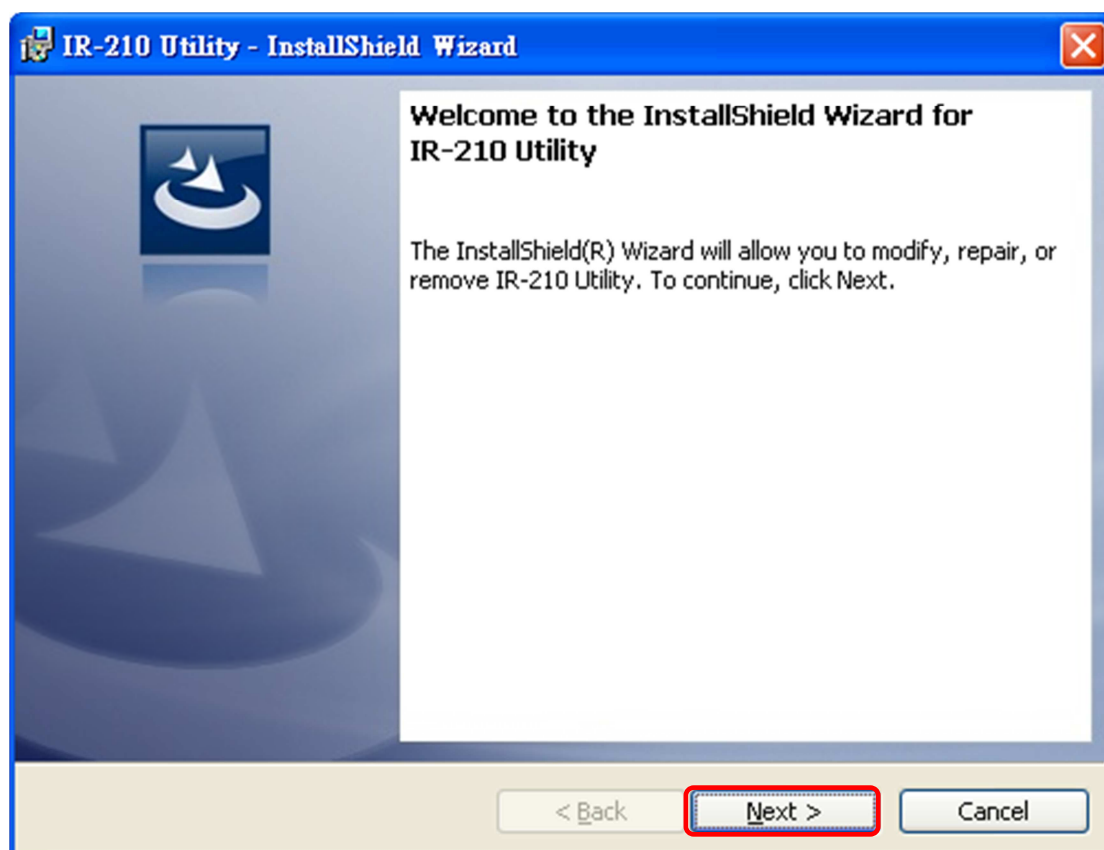 IR-210 Utility - InstallShield Wizard
Welcome to the InstallShield Wizard for
IR-210 Utility
The InstallShield(R) Wizard will allow you to modify, repair, or
remove IR-210 Utility. To continue, click Next.
< Back Next > Cancel